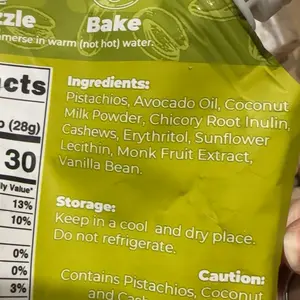 zzle
Bake
merse in warm (not hot) water.
acts
Ingredients:
Pistachios, Avocado Oil, Coconut
Milk Powder, Chicory Root Inulin,
Cashews, Erythritol, Sunflower
Lecithin, Monk Fruit Extract,
Vanilla Bean.
(28g)
30
ily Value*
13%
10%
0%
0%
3%
Storage:
Keep in a cool and dry place.
Do not refrigerate.
Caution:
Contains Pistachios, Coconut